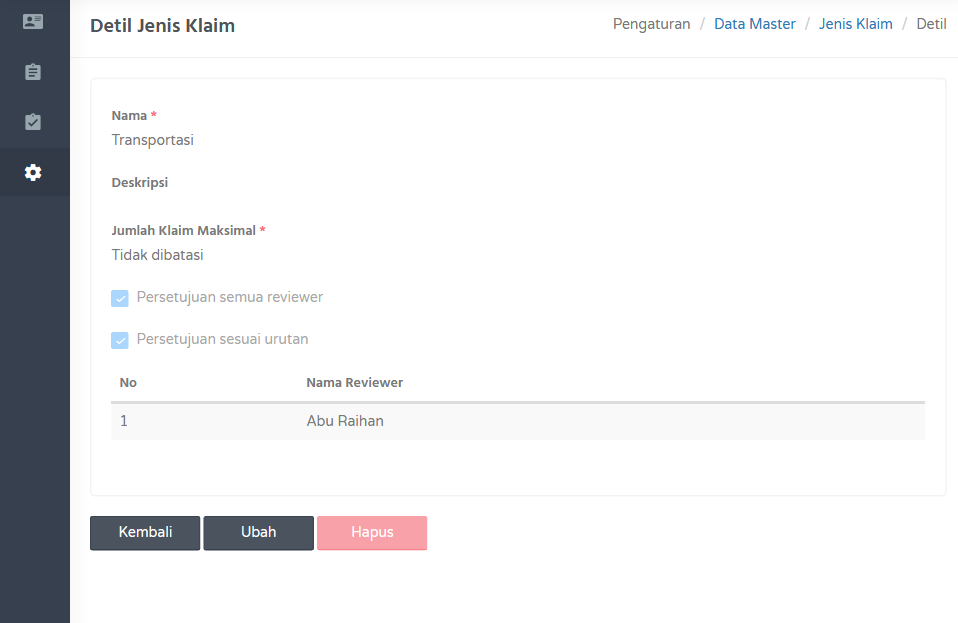 Detil Jenis Klaim
Pengaturan / Data Master / Jenis Klaim / Detil
Nama *
Transportasi
Deskripsi
Jumlah Klaim Maksimal *
Tidak dibatasi
Persetujuan semua reviewer
Persetujuan sesuai urutan
No Nama Reviewer
1 Abu Raihan
Kembali Ubah Hapus